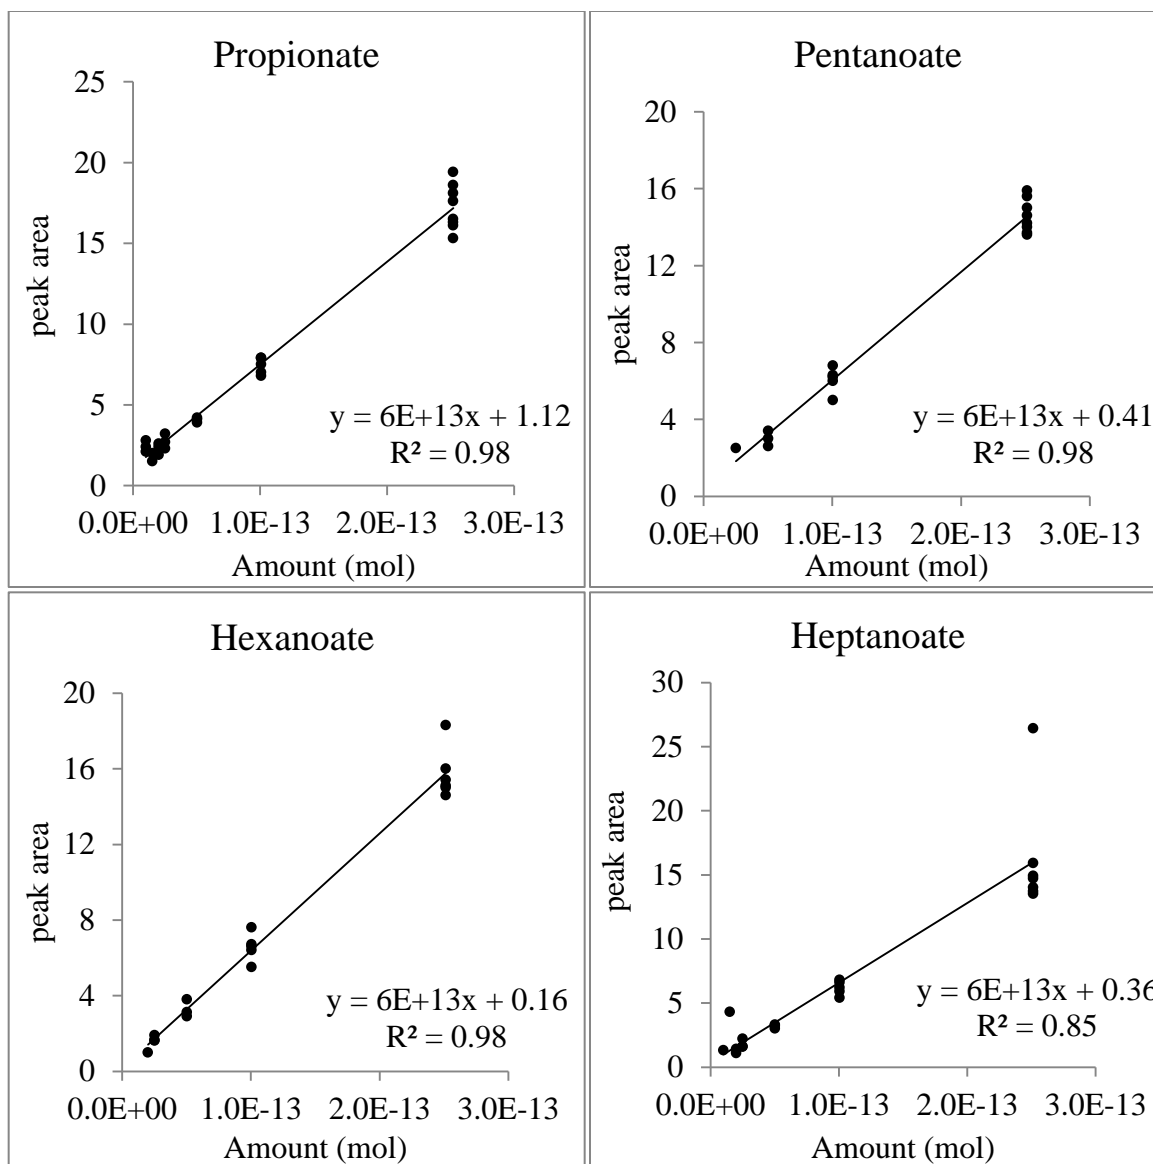 Propionate
25
20
15
10
5
0
peak area
y = 6E+13x + 1.12
R² = 0.98
0.0E+00 1.0E-13 2.0E-13 3.0E-13
Amount (mol)
Pentanoate
20
16
12
8
4
0
peak area
y = 6E+13x + 0.41
R² = 0.98
0.0E+00 1.0E-13 2.0E-13 3.0E-13
Amount (mol)
Hexanoate
20
16
12
8
4
0
peak area
y = 6E+13x + 0.16
R² = 0.98
0.0E+00 1.0E-13 2.0E-13 3.0E-13
Amount (mol)
Heptanoate
30
25
20
15
10
5
0
peak area
y = 6E+13x + 0.36
R² = 0.85
0.0E+00 1.0E-13 2.0E-13 3.0E-13
Amount (mol)